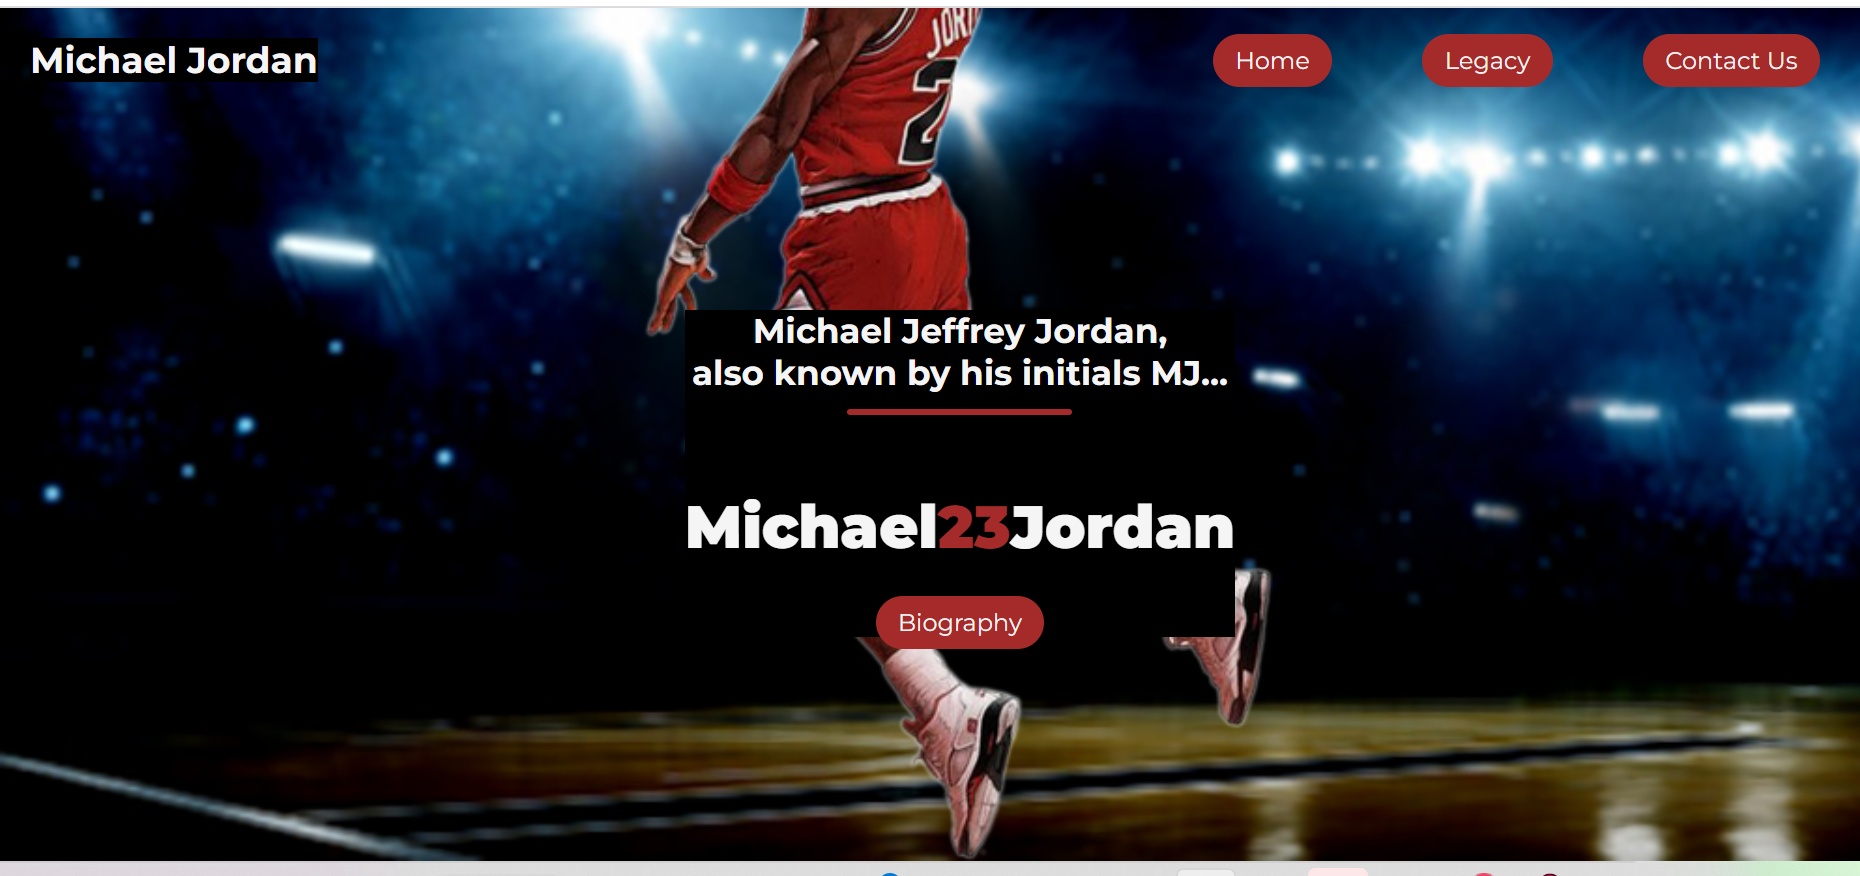 Michael Jordan
Home
Legacy
Contact Us
Michael Jeffrey Jordan,
also known by his initials MJ...
Michael23Jordan
Biography